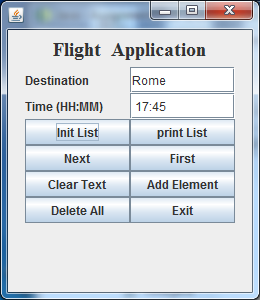 Flight Application
Destination Rome
Time (HH:MM) 17:45
Init List print List
Next First
Clear Text Add Element
Delete All Exit